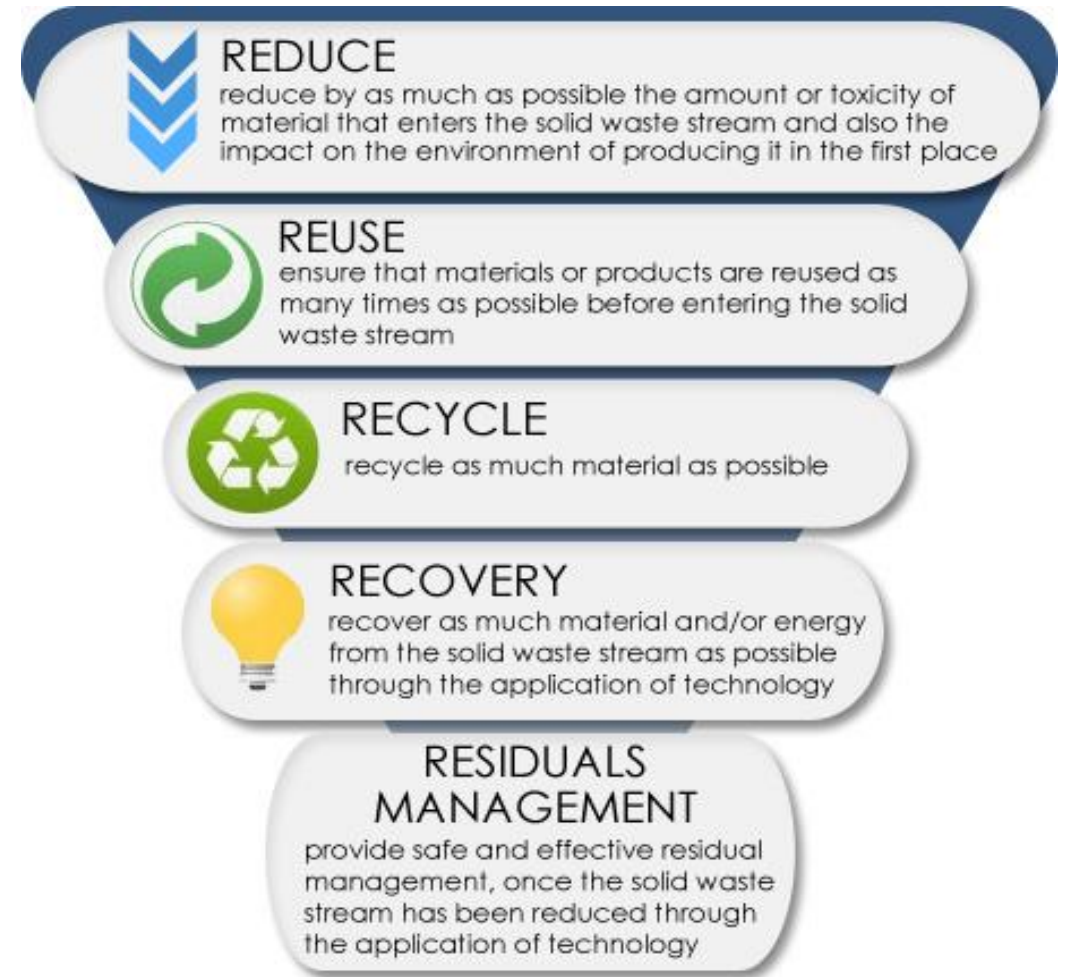 REDUCE
reduce by as much as possible the amount or toxicity of
material that enters the solid waste stream and also the
impact on the environment of producing it in the first place
REUSE
ensure that materials or products are reused as
many times as possible before entering the solid
waste stream
RECYCLE
recycle as much material as possible
RECOVERY
recover as much material and/or energy
from the solid waste stream as possible
through the application of technology
RESIDUALS
MANAGEMENT
provide safe and effective residual
management, once the solid waste
stream has been reduced through
the application of technology